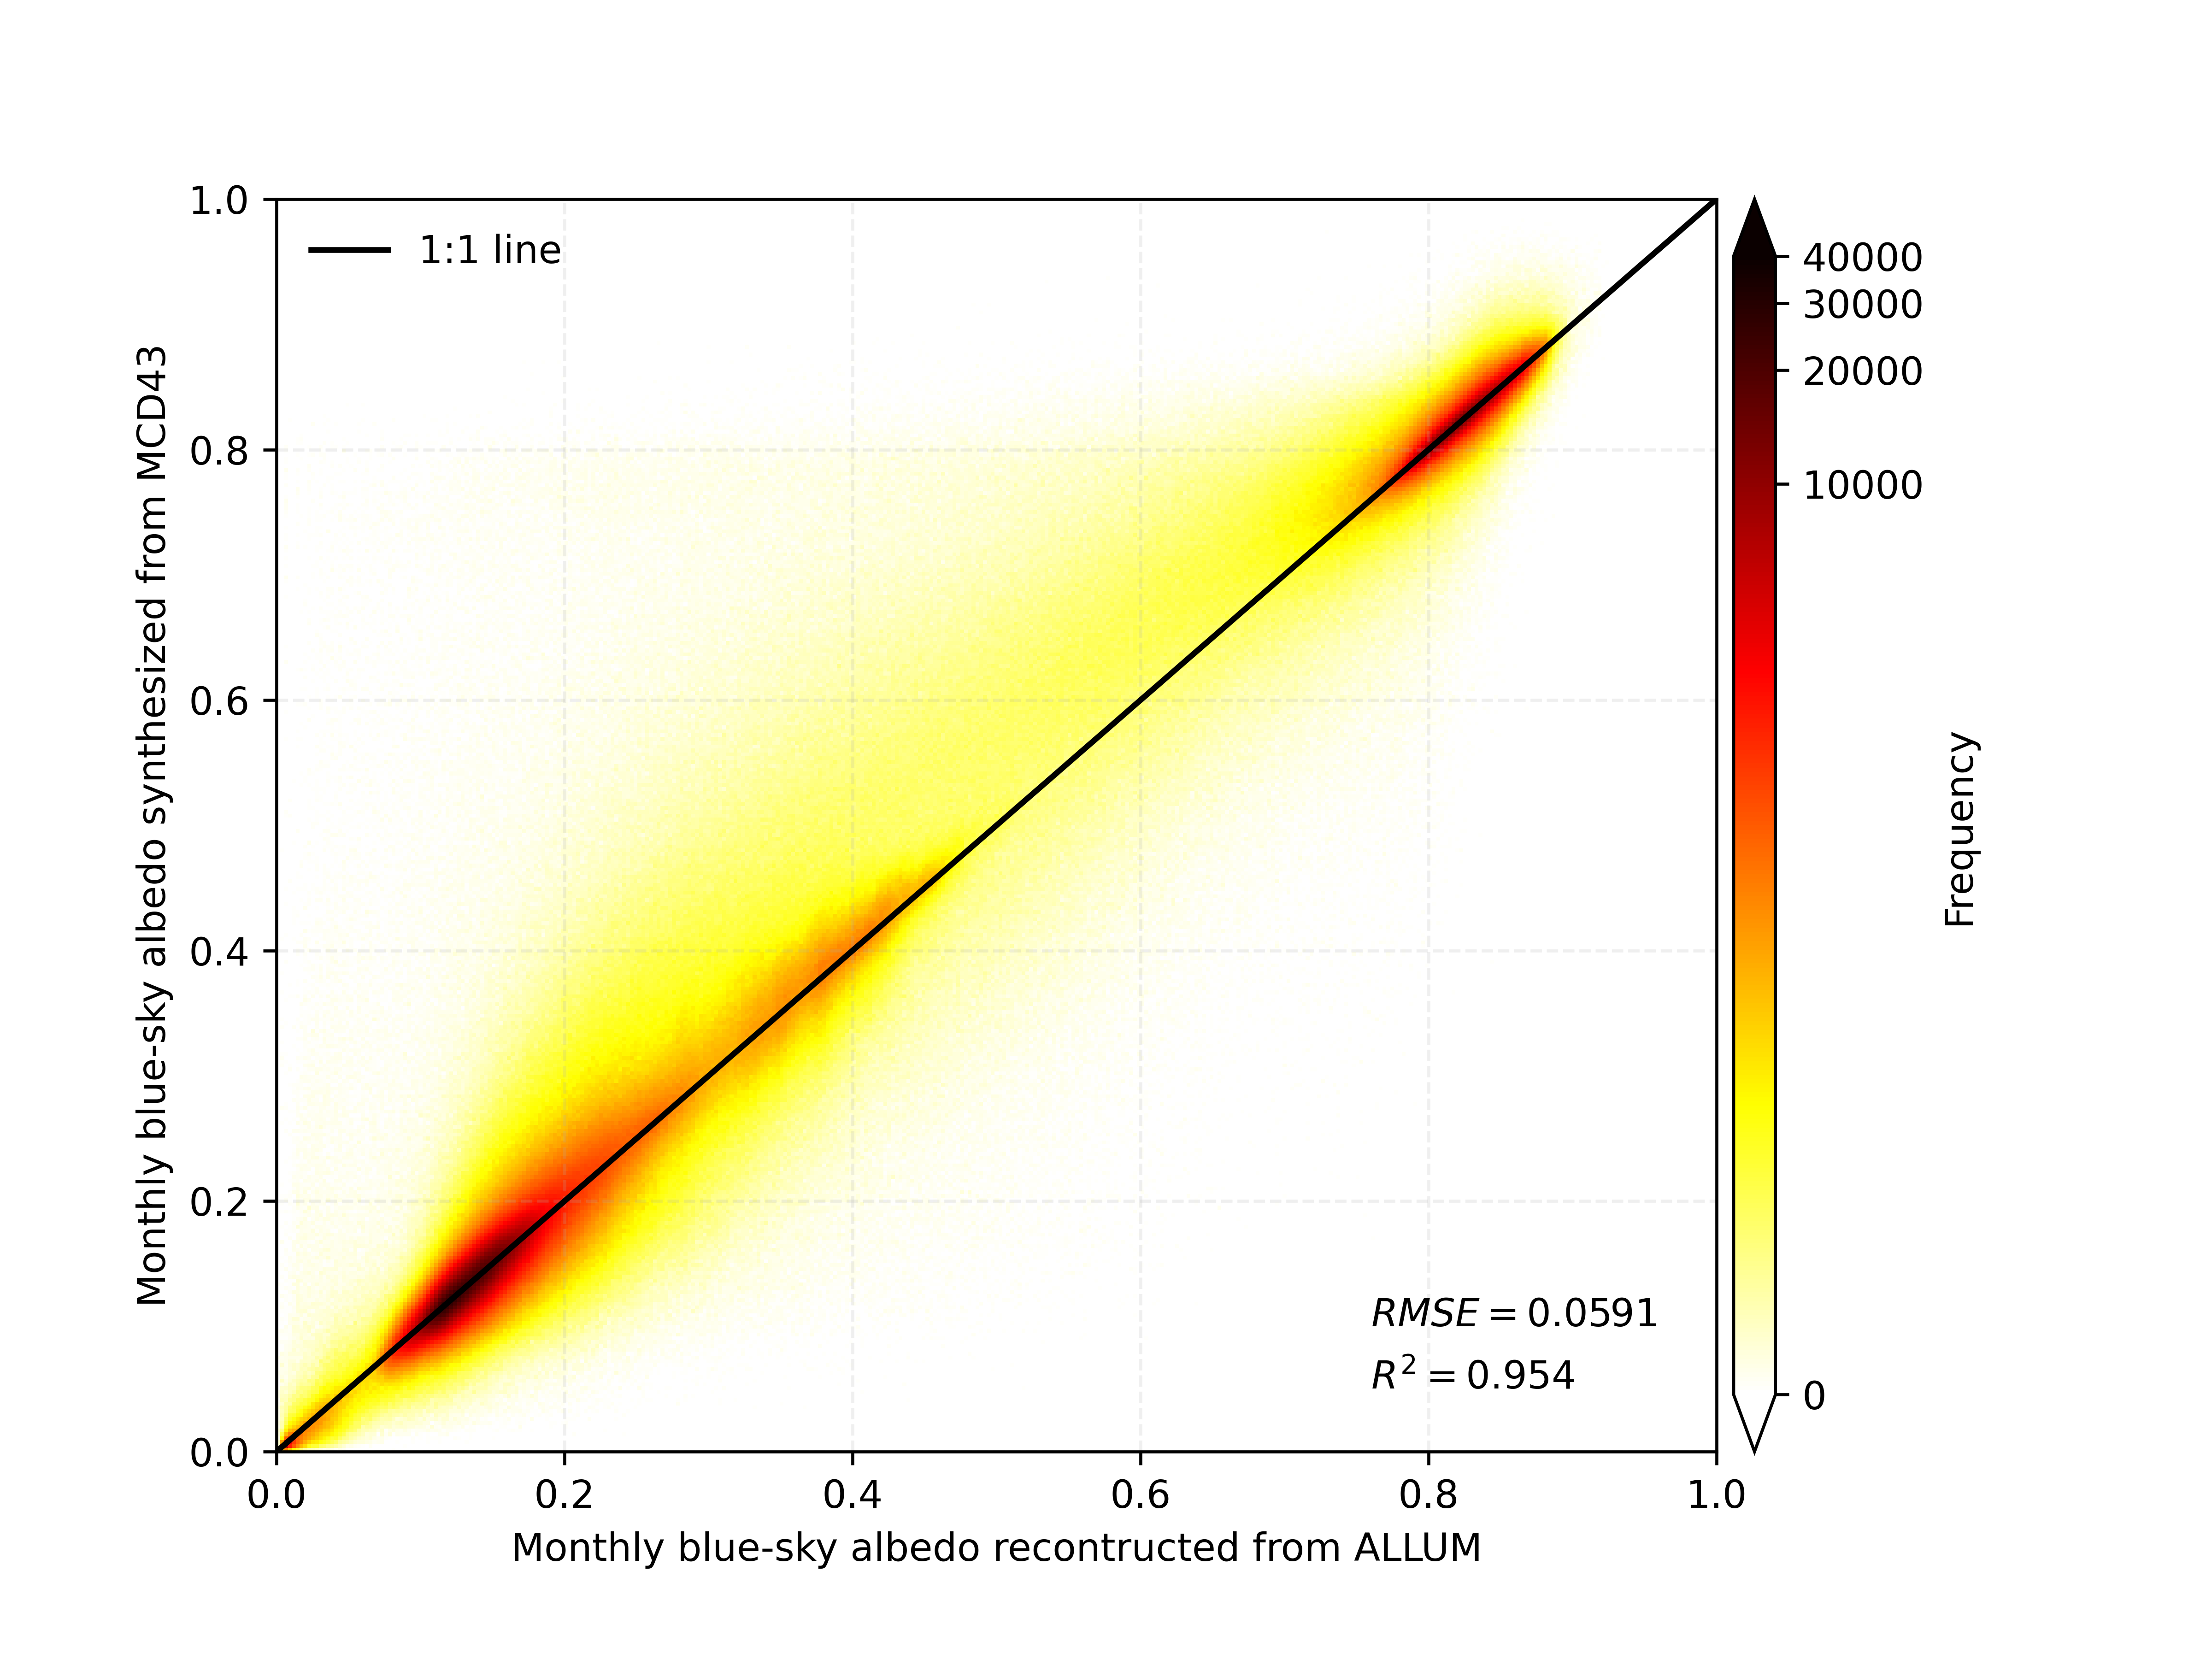 1:1 line
Monthly blue-sky albedo synthesized from MCD43
1.0
0.8
0.6
0.4
0.2
0.0
0.0 0.2 0.4 0.6 0.8 1.0
Monthly blue-sky albedo recontructed from ALLUM
RMSE = 0.0591
R² = 0.954
40000
30000
20000
10000
0
Frequency